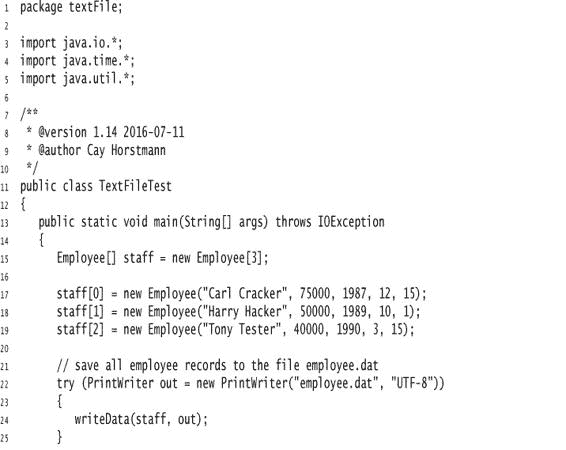 1 package textFile;
2
3 import java.io.*;
4 import java.time.*;
5 import java.util.*;
6
7 /**
8  * @version 1.14 2016-07-11
9  * @author Cay Horstmann
10  */
11 public class TextFileTest
12 {
13    public static void main(String[] args) throws IOException
14    {
15       Employee[] staff = new Employee[3];
16
17       staff[0] = new Employee("Carl Cracker", 75000, 1987, 12, 15);
18       staff[1] = new Employee("Harry Hacker", 50000, 1989, 10, 1);
19       staff[2] = new Employee("Tony Tester", 40000, 1990, 3, 15);
20
21       // save all employee records to the file employee.dat
22       try (PrintWriter out = new PrintWriter("employee.dat", "UTF-8"))
23       {
24          writeData(staff, out);
25       }